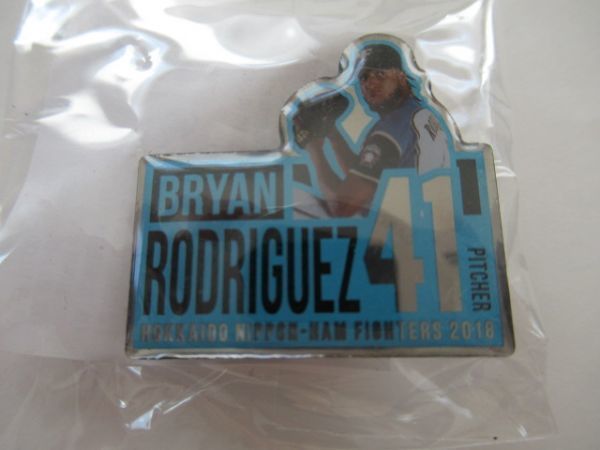 BRYAN
RODRIGUEZ
41
PITCHER
HOKKAIDO NIPPON-HAM FIGHTERS 2018